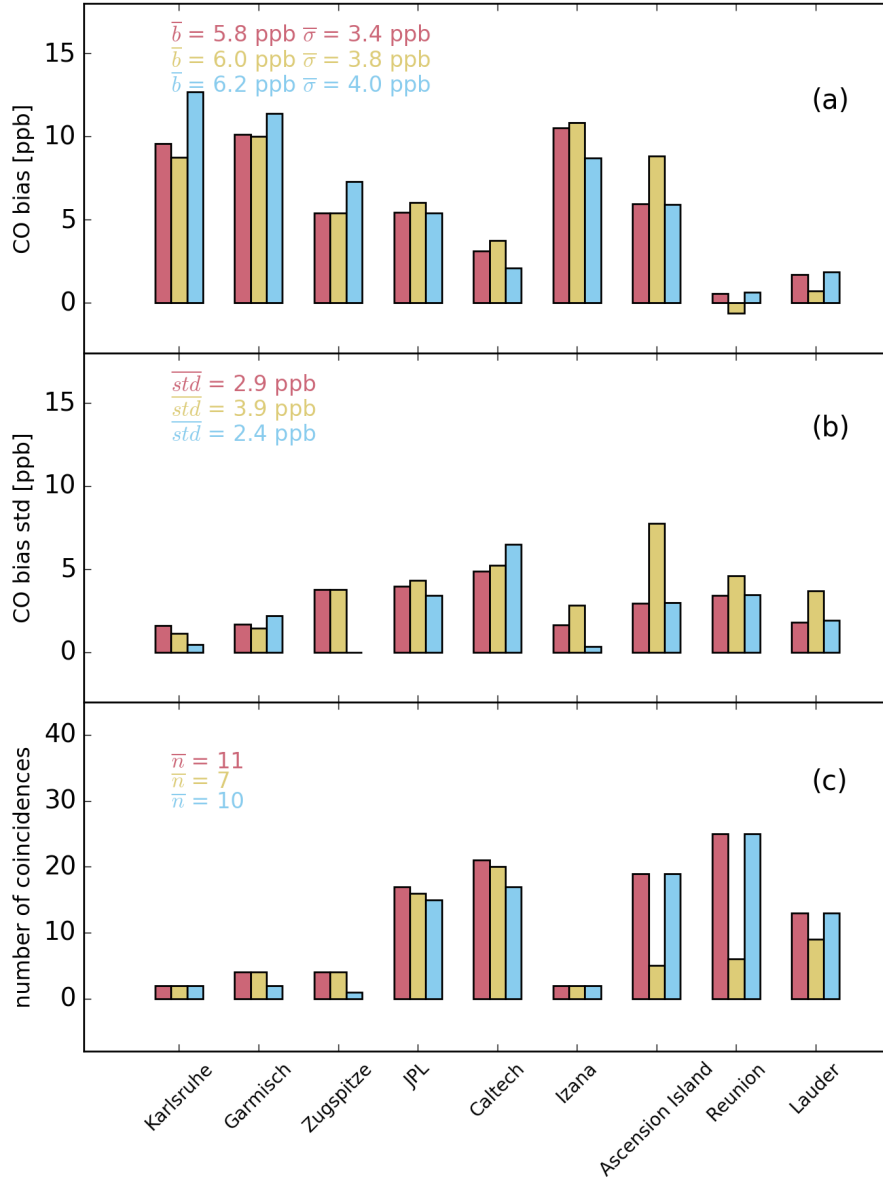 b̅ = 5.8 ppb σ̅ = 3.4 ppb
b̅ = 6.0 ppb σ̅ = 3.8 ppb
b̅ = 6.2 ppb σ̅ = 4.0 ppb
(a)
CO bias [ppb]
15
10
5
0
s̅t̅d̅ = 2.9 ppb
s̅t̅d̅ = 3.9 ppb
s̅t̅d̅ = 2.4 ppb
(b)
CO bias std [ppb]
15
10
5
0
n̅ = 11
n̅ = 7
n̅ = 10
(c)
number of coincidences
40
30
20
10
0
Karlsruhe
Garmisch
Zugspitze
JPL
Caltech
Izana
Ascension Island
Reunion
Lauder